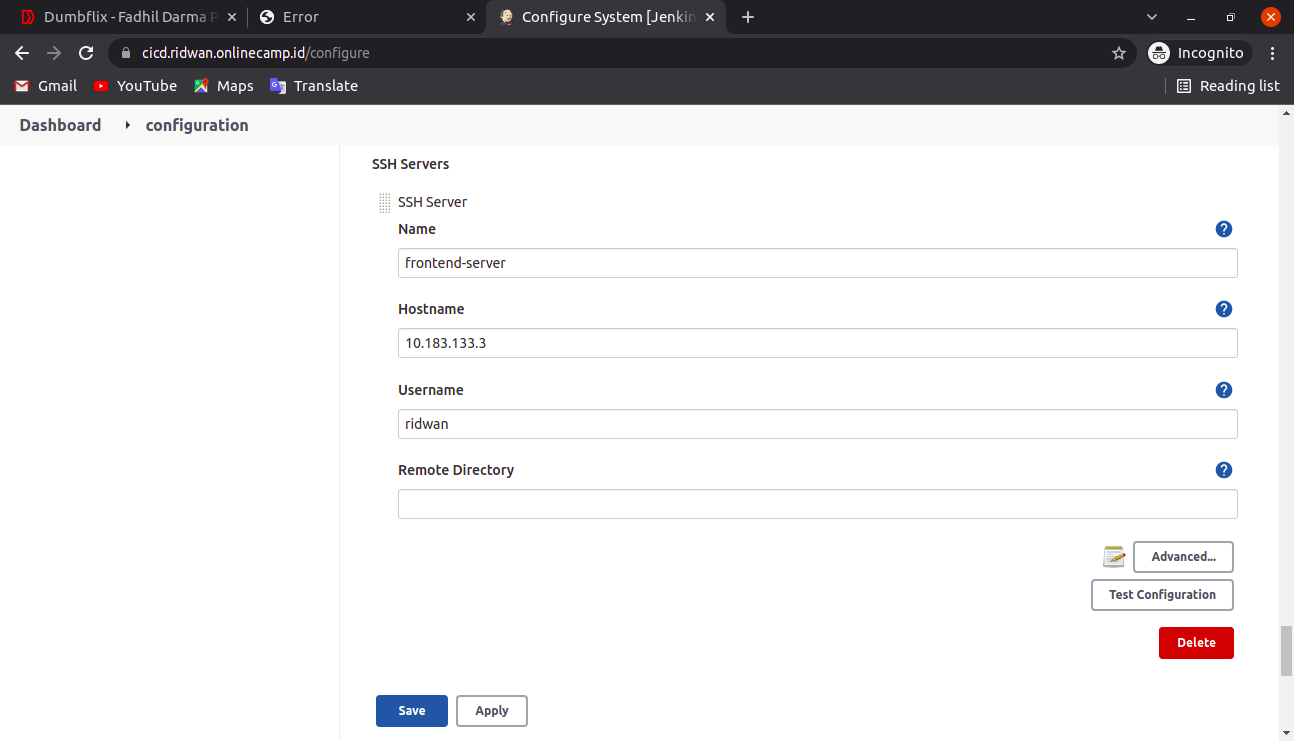 Dumbflix - Fadhil Darma P
Error
Configure System [Jenkin
cicd.ridwan.onlinecamp.id/configure
Incognito
Gmail
YouTube
Maps
Translate
Reading list
Dashboard
configuration
SSH Servers
SSH Server
Name
?
frontend-server
Hostname
?
10.183.133.3
Username
?
ridwan
Remote Directory
?
Advanced...
Test Configuration
Delete
Save
Apply